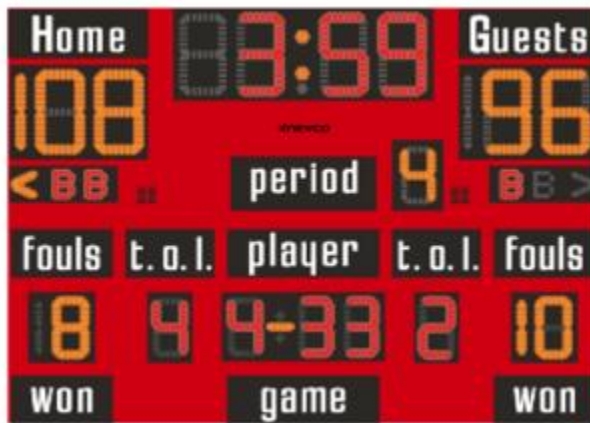 Home 3:59 Guests
108 96
< B B period 4 B B >
fouls t.o.l. player t.o.l. fouls
8 4 4-33 2 10
won game won